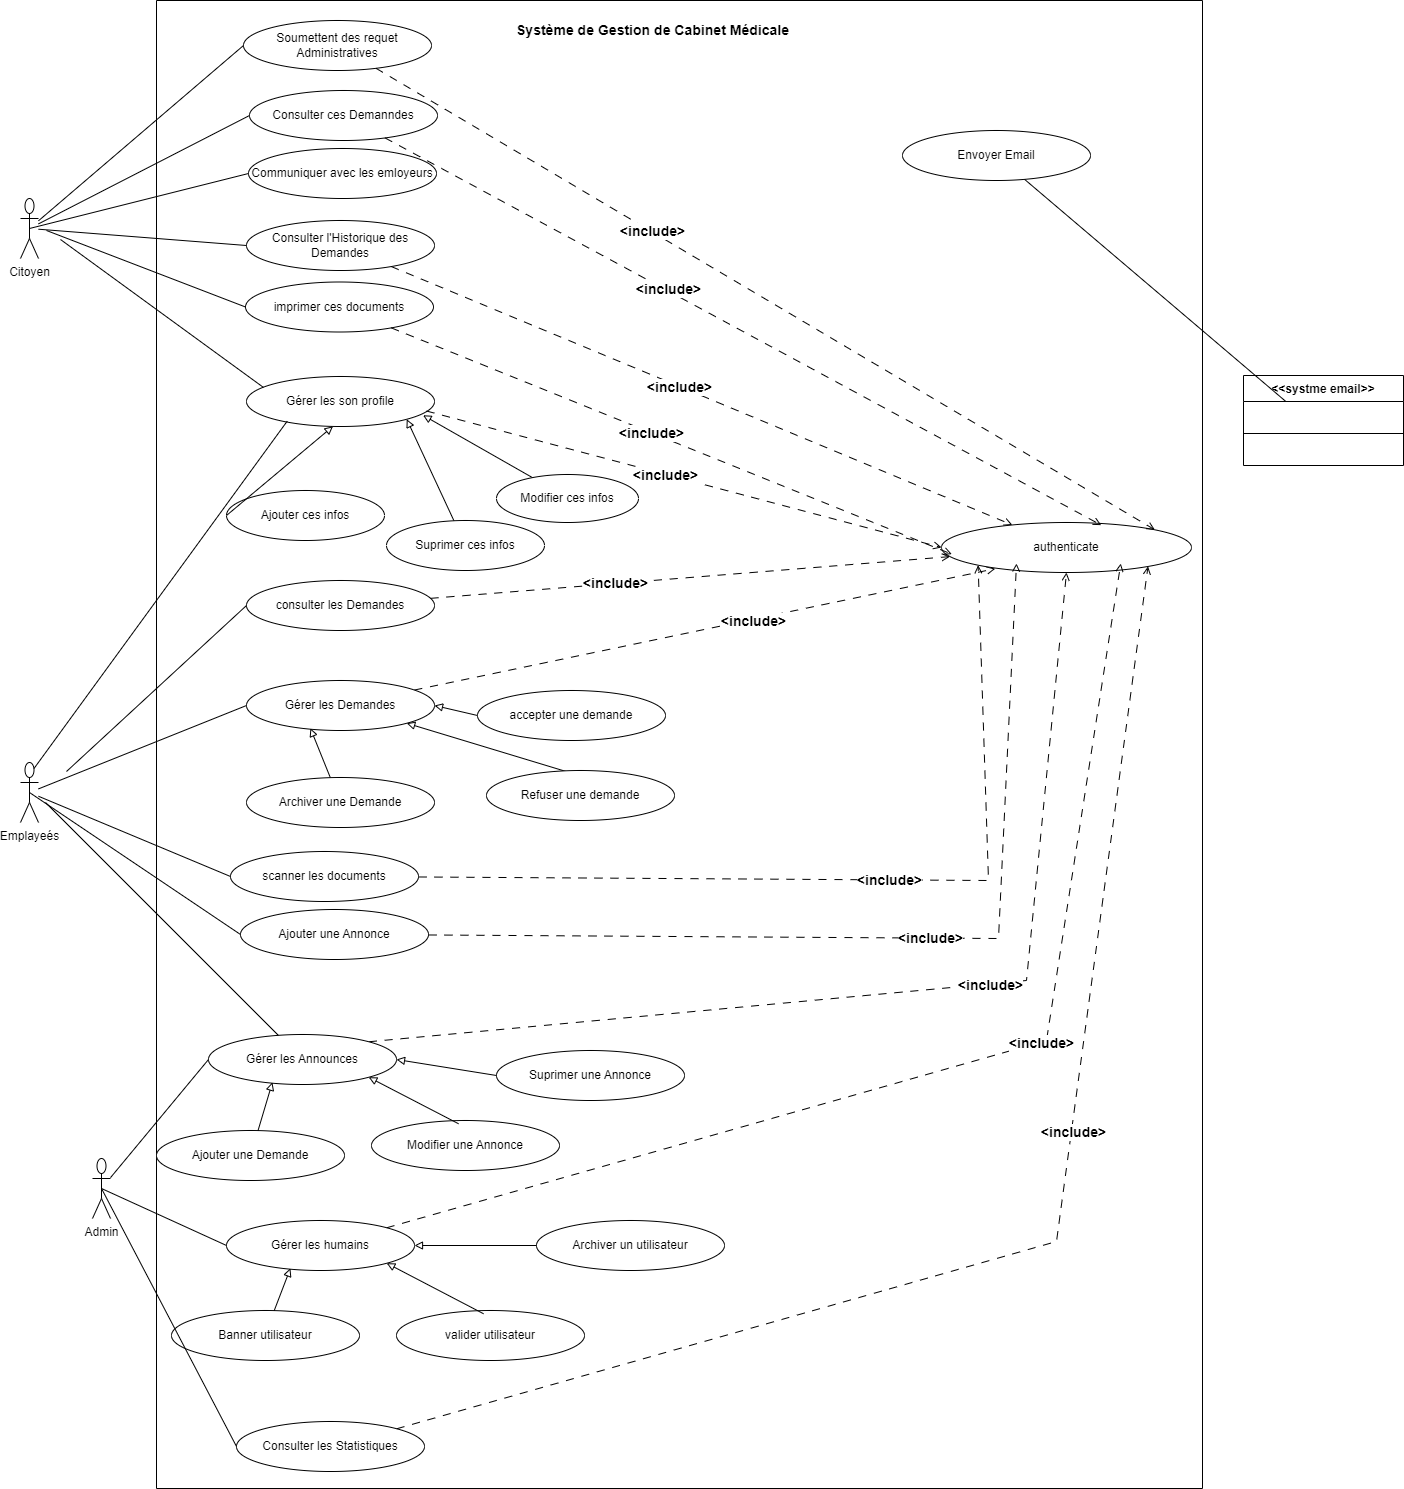 Système de Gestion de Cabinet Médicale
Soumettent des requet
Administratives
Consulter ces Demanndes
Envoyer Email
Communiquer avec les emloyeurs
<include>
Consulter l'Historique des
Demandes
Citoyen
<include>
imprimer ces documents
<include>
<<systme email>>
Gérer les son profile
<include>
<include>
Modifier ces infos
Ajouter ces infos
Suprimer ces infos
authenticate
<include>
consulter les Demandes
<include>
Gérer les Demandes
accepter une demande
Refuser une demande
Archiver une Demande
Emplayeés
scanner les documents
<include>
Ajouter une Annonce
<include>
<include>
<include>
Gérer les Announces
Suprimer une Annonce
<include>
Modifier une Annonce
Ajouter une Demande
Admin
Gérer les humains
Archiver un utilisateur
Banner utilisateur
valider utilisateur
Consulter les Statistiques